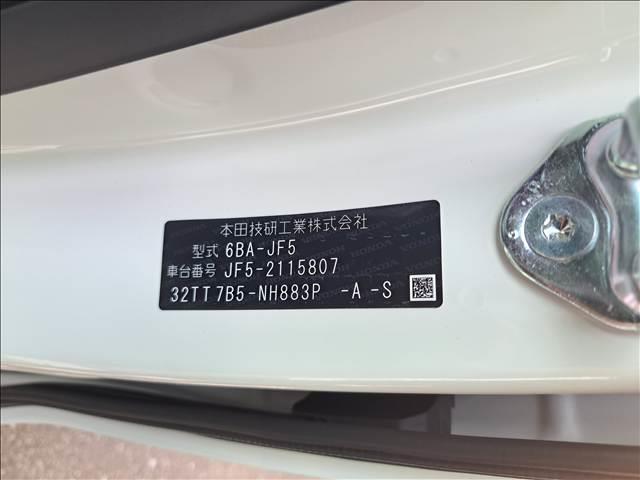 本田技研工業株式会社
型式 6BA-JF5
車台番号 JF5-2115807
32TT7B5-NH883P -A -S